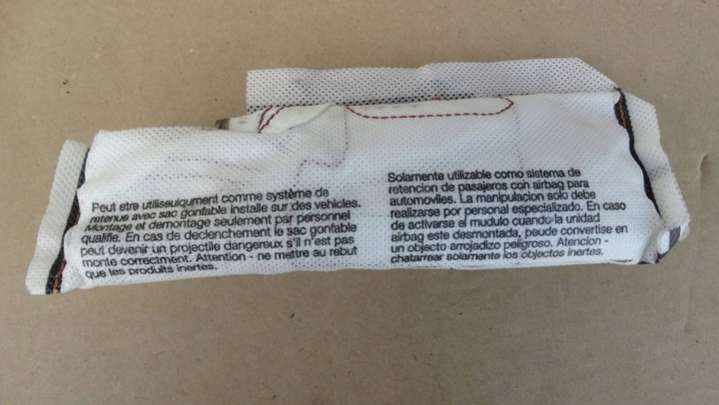 Peut etre utiliseuiqument comme système de
retenue avec sac gonfable installe sur des vehicles.
Montage et demontage seulement par personnel
qualifie. En cas de declenchement le sac gonfable
peut devenir un projectile dangereux s'il n'est pas
monte correctment. Attention - ne mettre au rebut
que les produits inertes.
Solamente utilizable como sistema de
retencion de pasajeros con airbag para
automoviles. La manipulacion solo debe
realizarse por personal especializado. En caso
de activarse el mudulo cuando la unidad
airbag este desmontada, peude convertise en
un objecto arrojadizo peligroso. Atencion -
chatarrear solamante los objectos inertes.